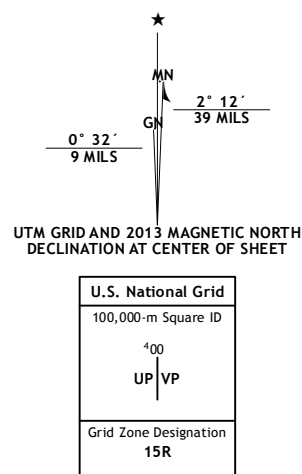 ★
MN
2° 12´
39 MILS
GN
0° 32´
9 MILS
UTM GRID AND 2013 MAGNETIC NORTH
DECLINATION AT CENTER OF SHEET
U.S. National Grid
100,000-m Square ID
⁴00
UP VP
Grid Zone Designation
15R